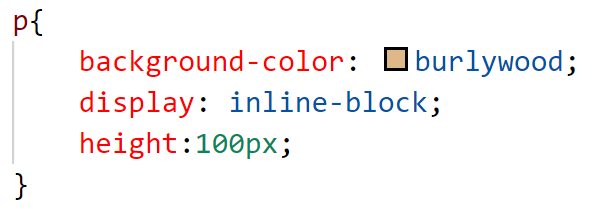 p{
    background-color: burlywood;
    display: inline-block;
    height:100px;
}